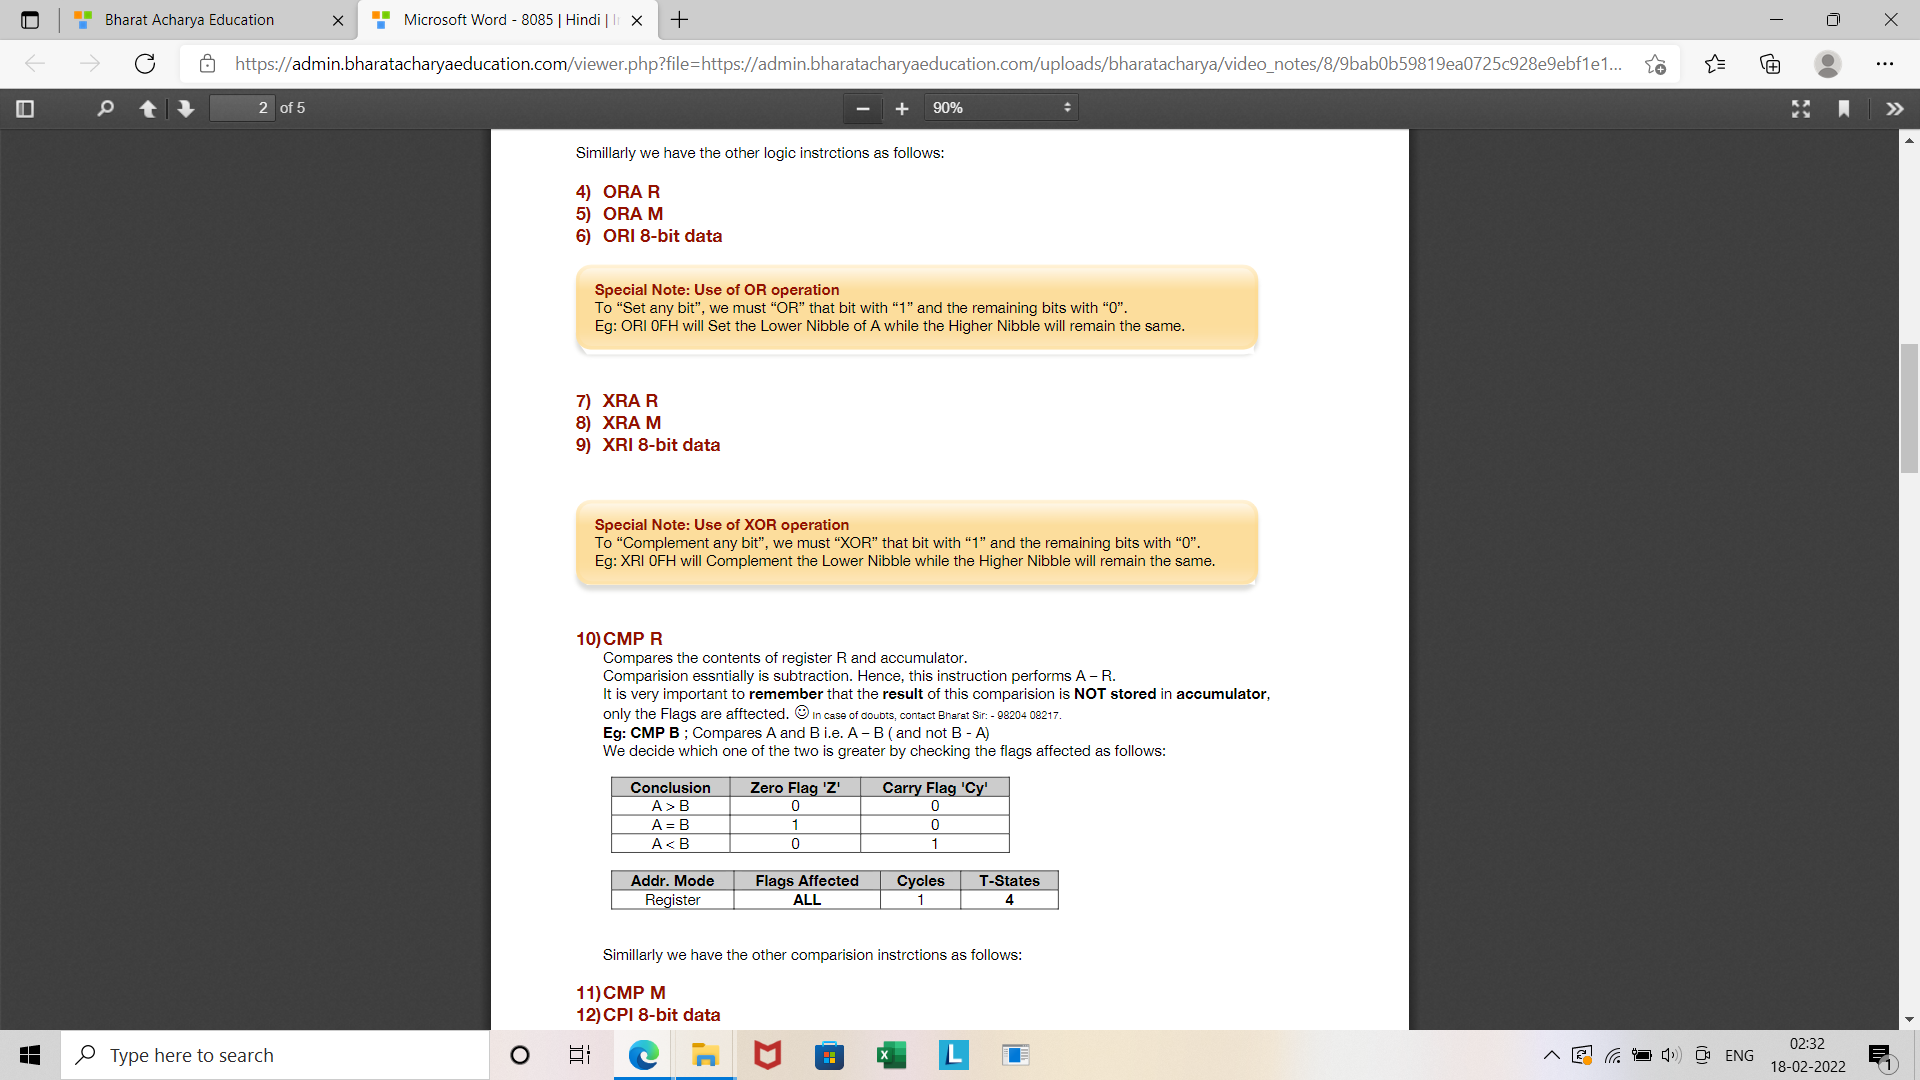 Bharat Acharya Education
Microsoft Word - 8085 | Hindi |
https://admin.bharatacharyaeducation.com/viewer.php?file=https://admin.bharatacharyaeducation.com/uploads/bharatacharya/video_notes/8/9bab0b59819ea0725c928e9ebf1e1...
2 of 5
90%
Simillarly we have the other logic instrctions as follows:
4) ORA R
5) ORA M
6) ORI 8-bit data
Special Note: Use of OR operation
To “Set any bit”, we must “OR” that bit with “1” and the remaining bits with “0”.
Eg: ORI 0FH will Set the Lower Nibble of A while the Higher Nibble will remain the same.
7) XRA R
8) XRA M
9) XRI 8-bit data
Special Note: Use of XOR operation
To “Complement any bit”, we must “XOR” that bit with “1” and the remaining bits with “0”.
Eg: XRI 0FH will Complement the Lower Nibble while the Higher Nibble will remain the same.
10) CMP R
Compares the contents of register R and accumulator.
Comparision essntially is subtraction. Hence, this instruction performs A – R.
It is very important to remember that the result of this comparision is NOT stored in accumulator,
only the Flags are afftected. ☺ In case of doubts, contact Bharat Sir: - 98204 08217.
Eg: CMP B ; Compares A and B i.e. A – B ( and not B - A)
We decide which one of the two is greater by checking the flags affected as follows:
Conclusion Zero Flag 'Z' Carry Flag 'Cy'
A > B 0 0
A = B 1 0
A < B 0 1
Addr. Mode Flags Affected Cycles T-States
Register ALL 1 4
Simillarly we have the other comparision instrctions as follows:
11) CMP M
12) CPI 8-bit data
Type here to search
ENG
02:32
18-02-2022
1